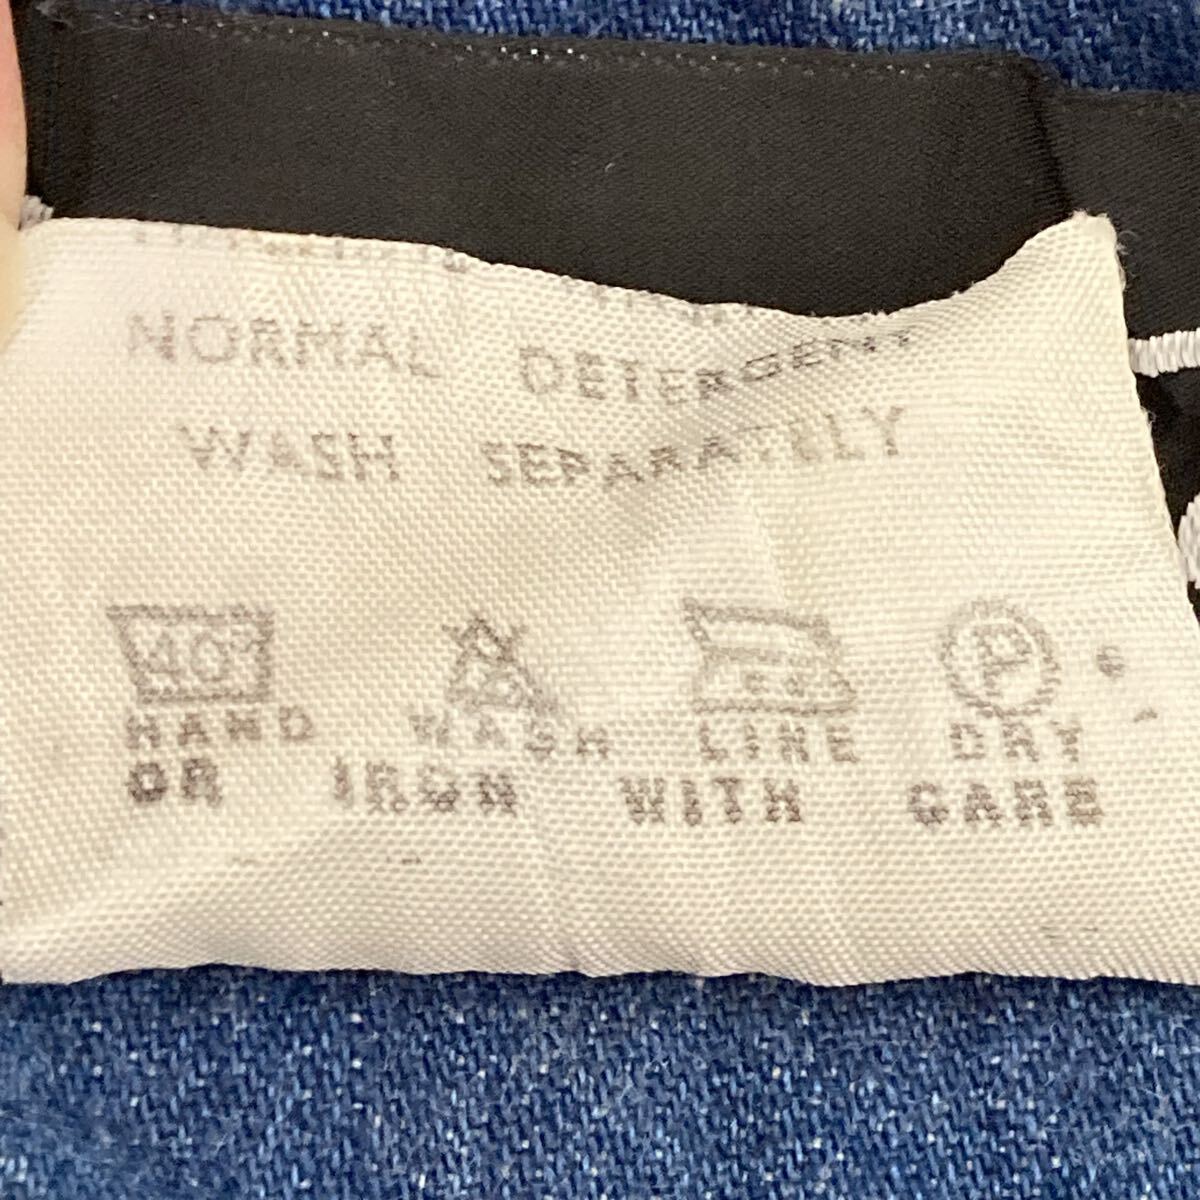 NORMAL DETERGENT
WASH SEPARATELY
40° P
HAND WASH LINE DRY
OR IRON WITH CARE